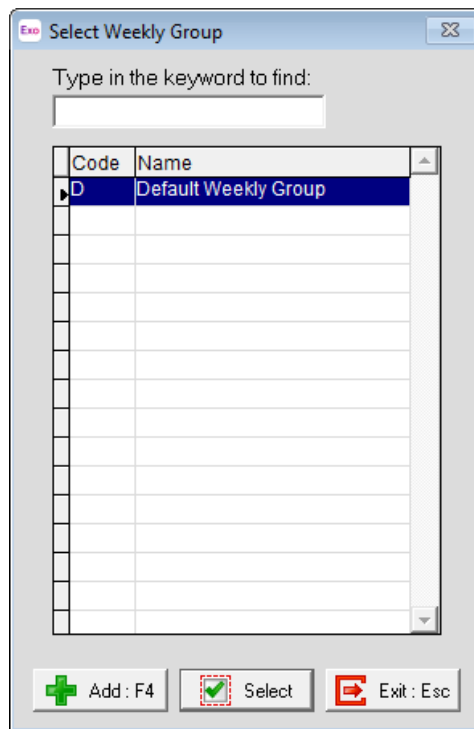 Exo Select Weekly Group
Type in the keyword to find:
Code Name
D Default Weekly Group
Add : F4 Select Exit : Esc